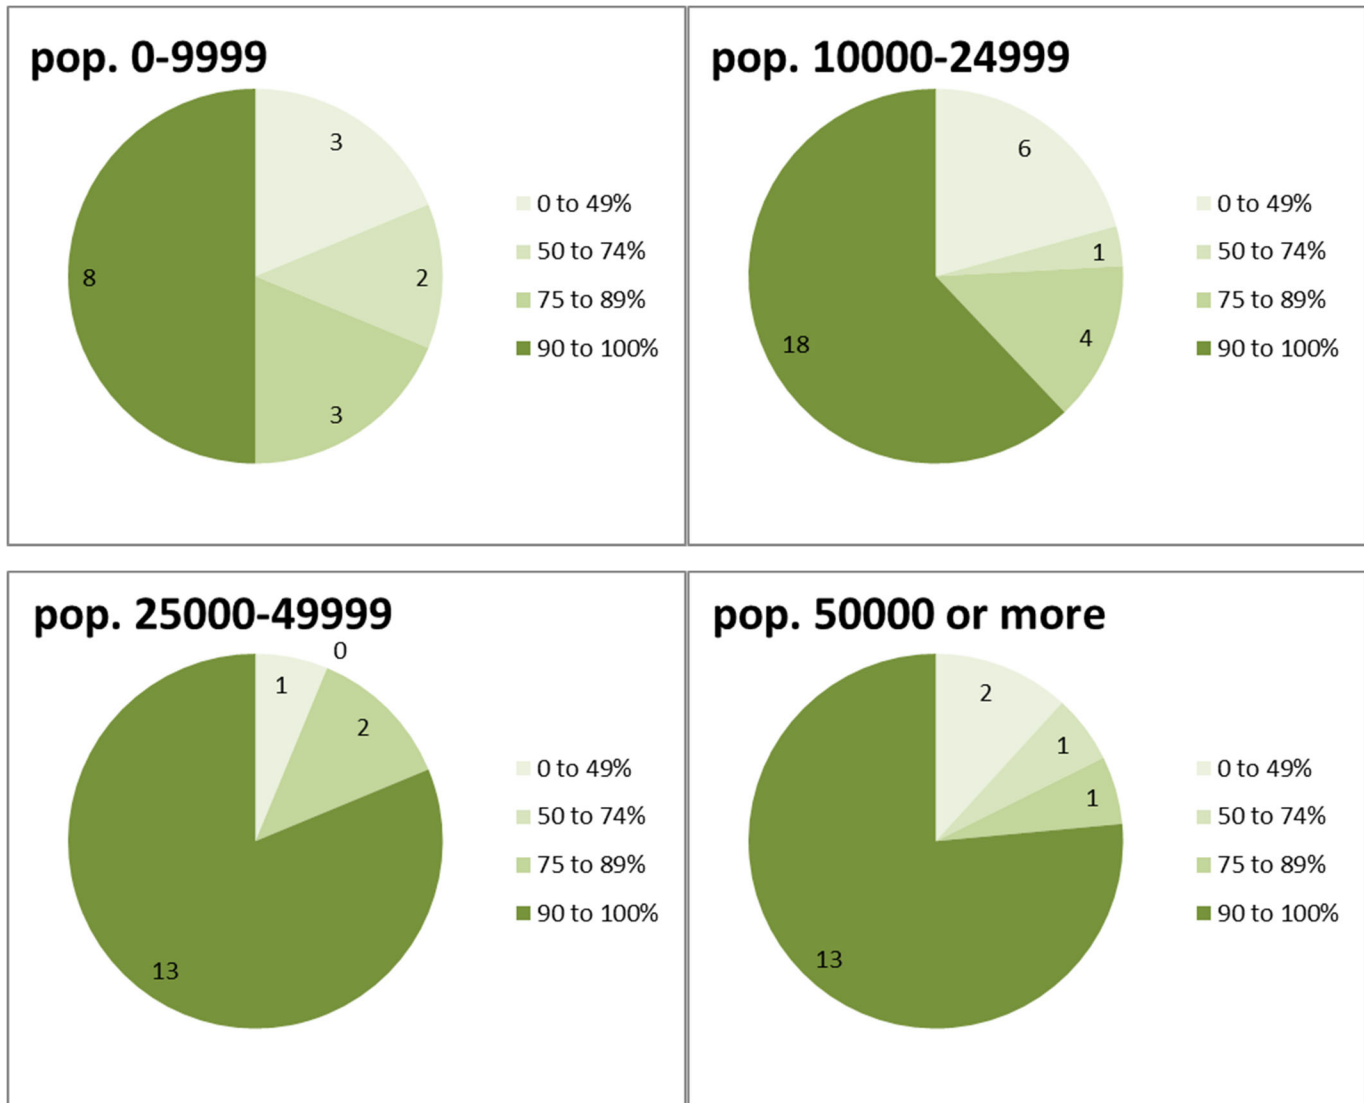 pop. 0-9999
3
2
3
8
0 to 49%
50 to 74%
75 to 89%
90 to 100%
pop. 10000-24999
6
1
4
18
0 to 49%
50 to 74%
75 to 89%
90 to 100%
pop. 25000-49999
1
0
2
13
0 to 49%
50 to 74%
75 to 89%
90 to 100%
pop. 50000 or more
2
1
1
13
0 to 49%
50 to 74%
75 to 89%
90 to 100%